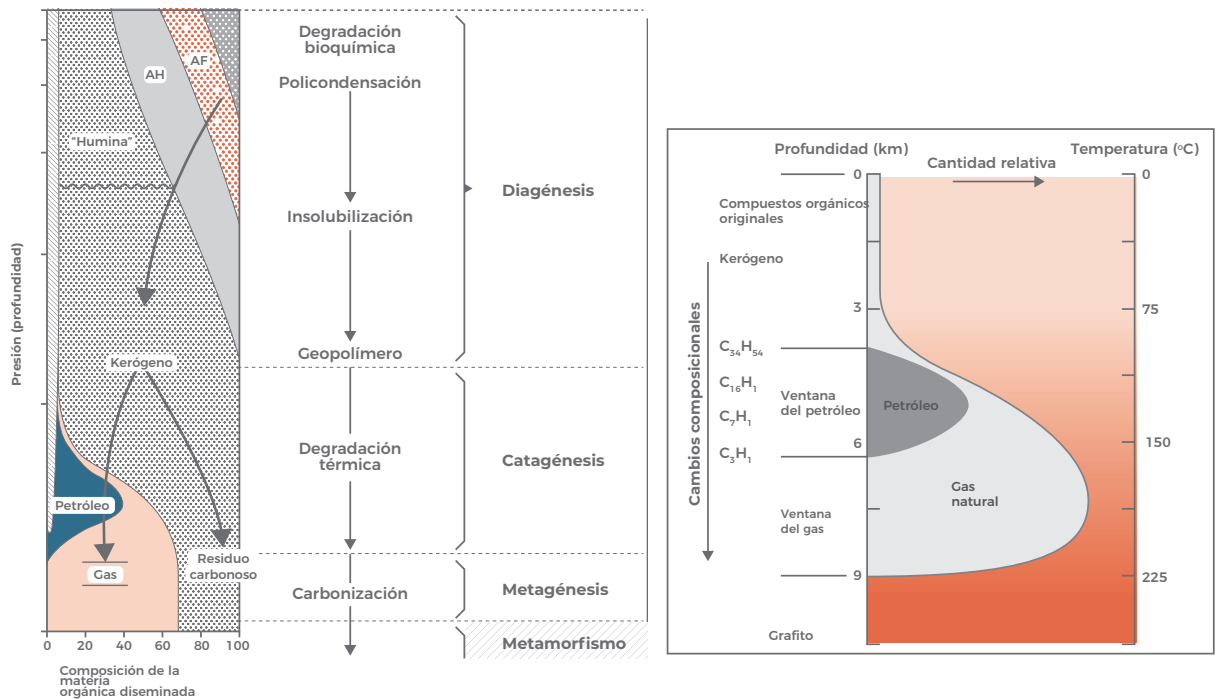 Degradación
bioquímica
Policondensación
Insolubilización
Geopolímero
Degradación
térmica
Carbonización
Diagénesis
Catagénesis
Metagénesis
Metamorfismo
Presión (profundidad)
AH
AF
"Humina"
Kerógeno
Petróleo
Gas
Residuo
carbonoso
0 20 40 60 80 100
Composición de la
materia
orgánica diseminada
Profundidad (km)
Cantidad relativa
Temperatura (ºC)
0
3
6
9
0
75
150
225
Compuestos orgánicos
originales
Kerógeno
Cambios composicionales
C₃₄H₅₄
C₁₆H₁
C₇H₁
C₃H₁
Ventana
del petróleo
Petróleo
Gas
natural
Ventana
del gas
Grafito